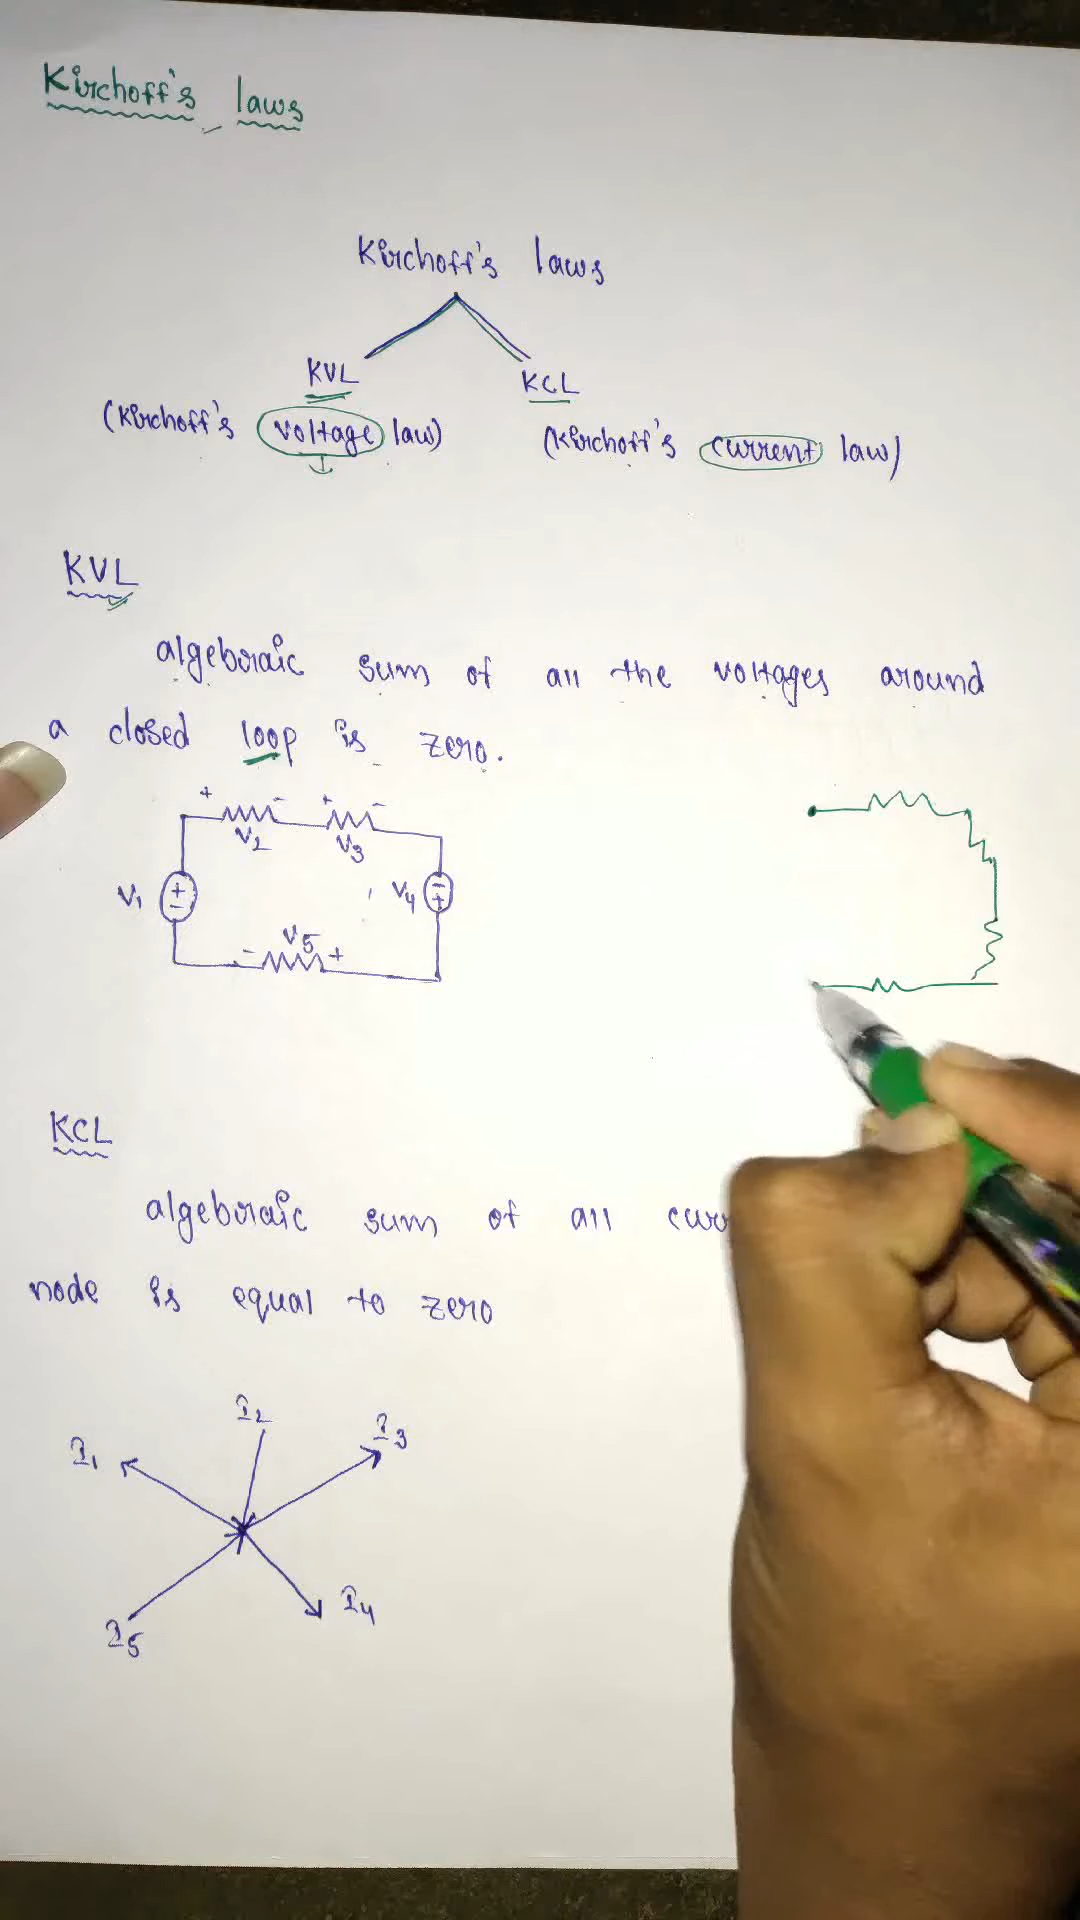 Kirchoff's laws
Kirchoff's laws
KVL KCL
(Kirchoff's voltage law) (Kirchoff's current law)
KVL
algebraic sum of all the voltages around
a closed loop is zero.
+ - + -
V2 V3
V1 + - V4 - +
V5
- +
KCL
algebraic sum of all
node is equal to zero
I2
I1 I3
I4
I5